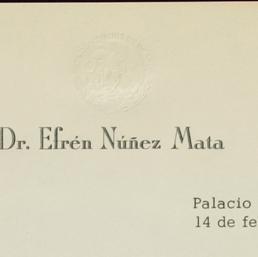 Dr. Efrén Núñez Mata
Palacio
14 de fe